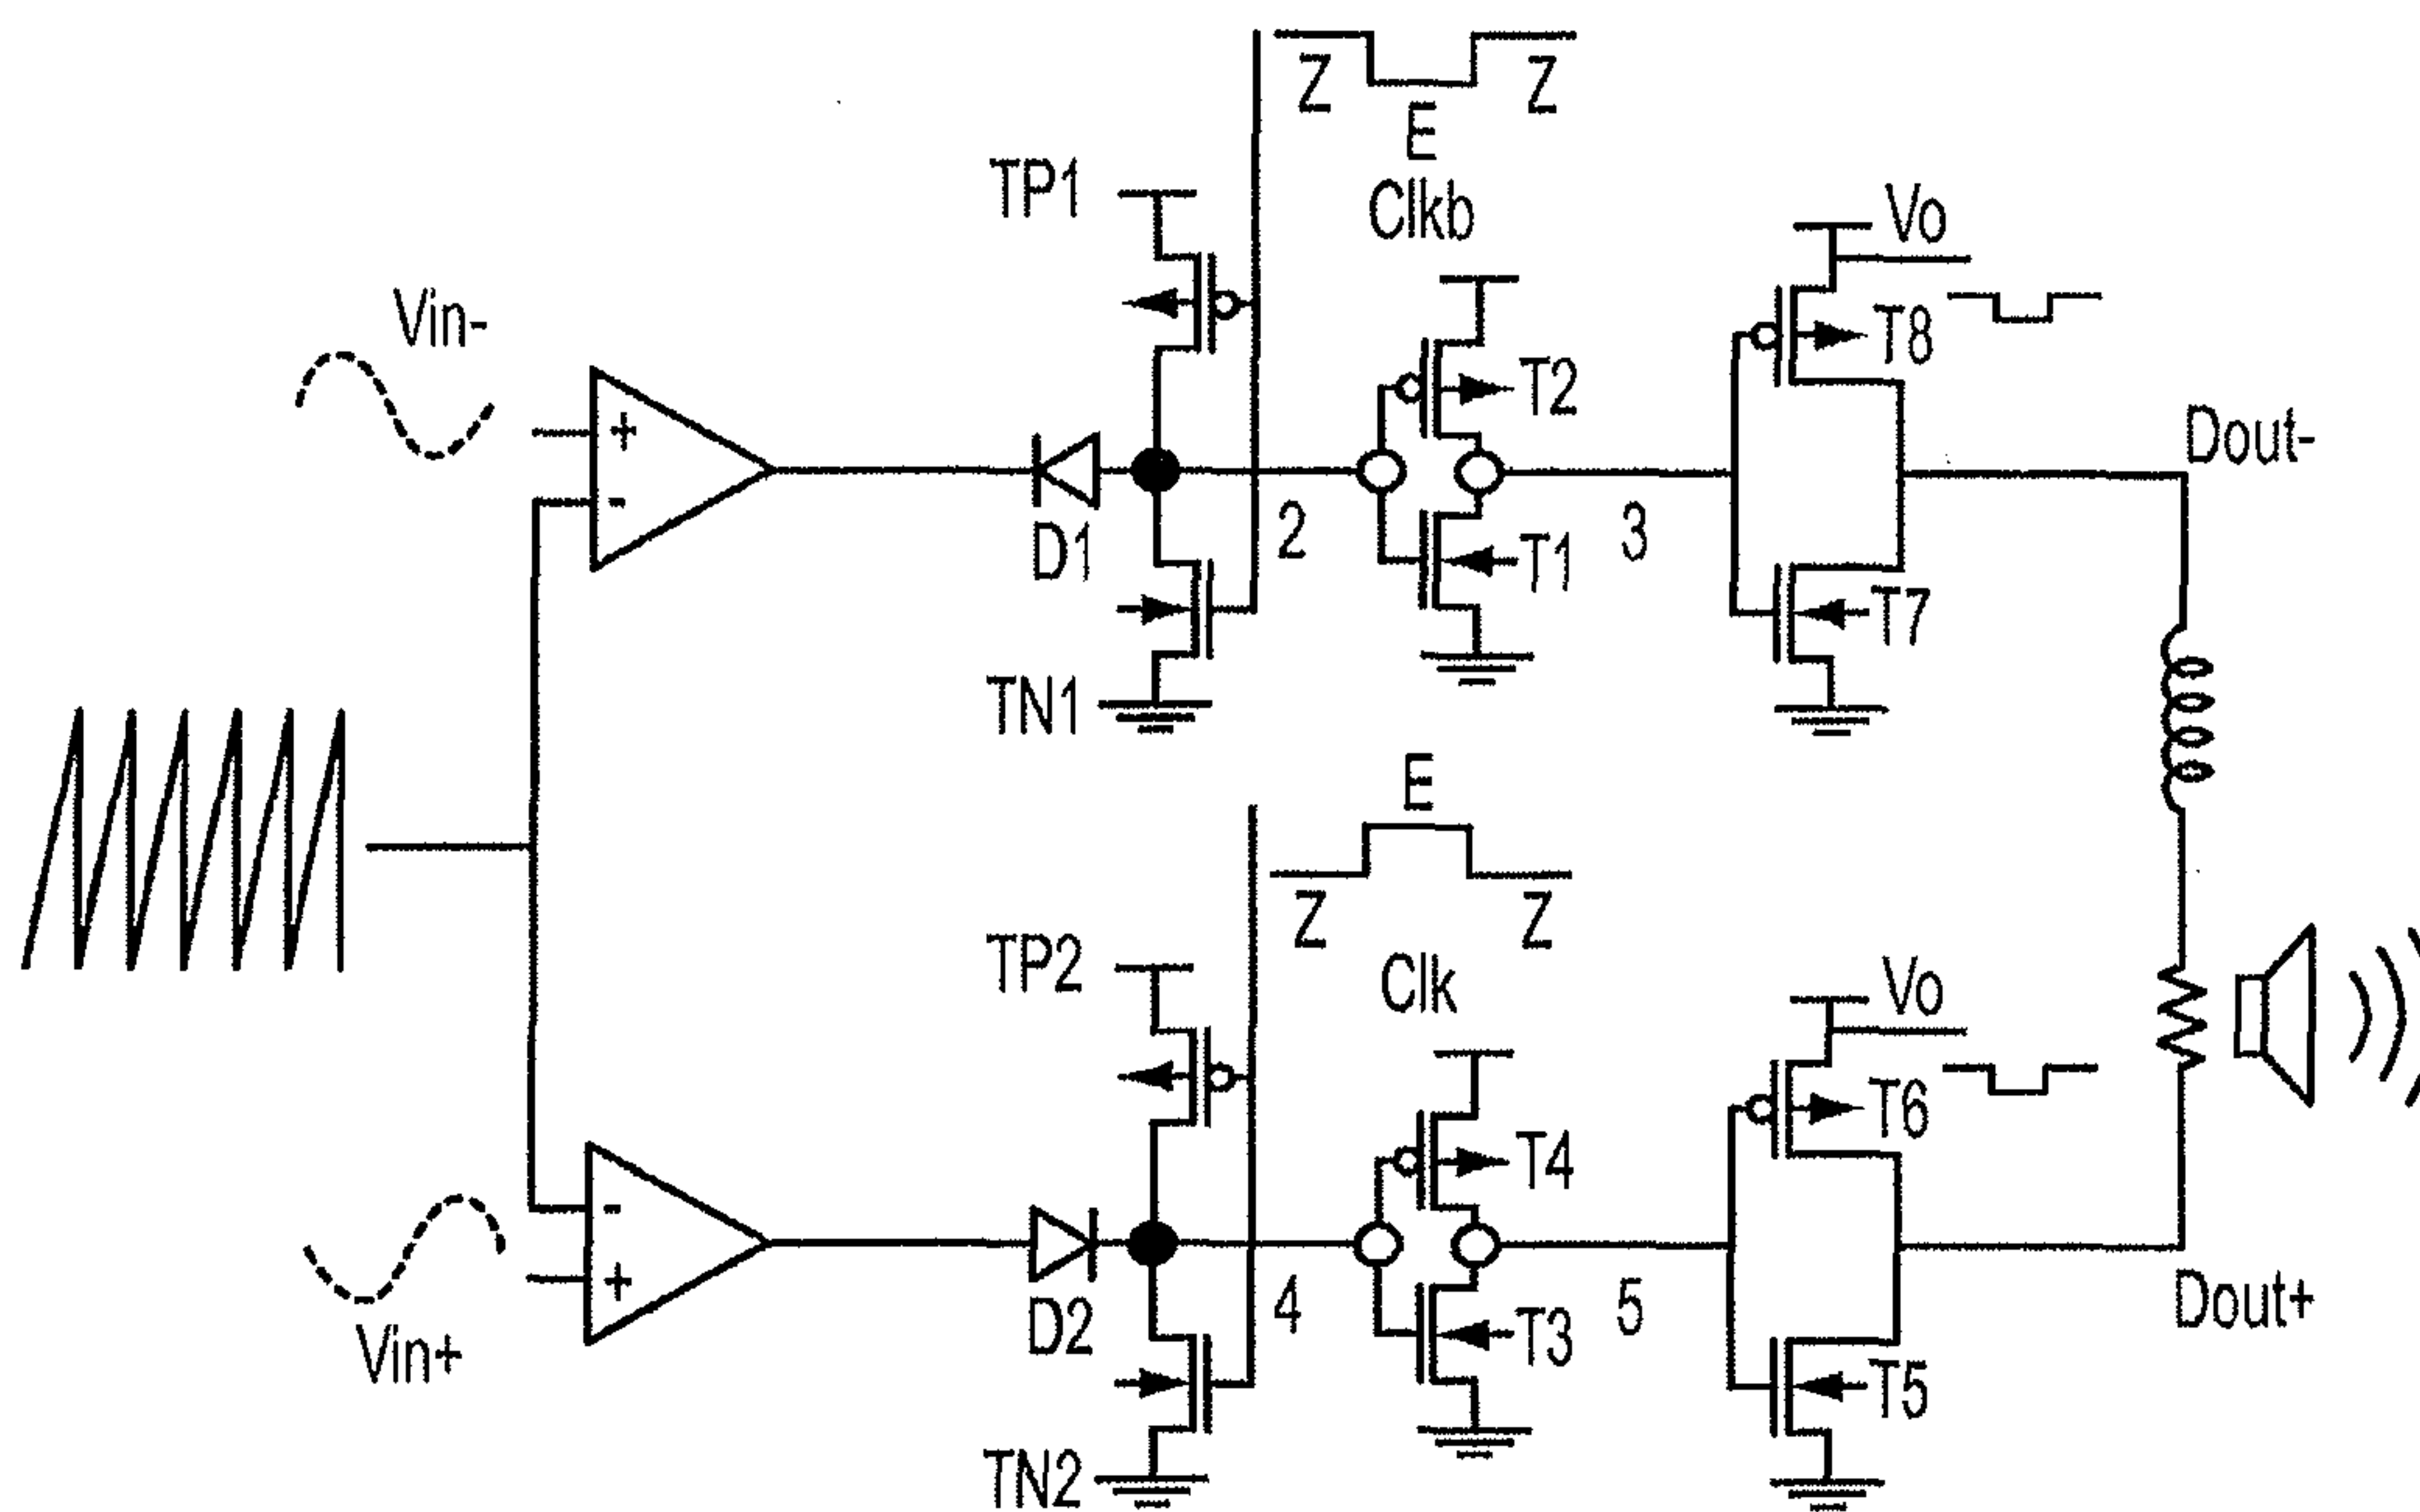 Z
Z
E
Clkb
TP1
Vo
Vin-
T8
T2
Dout-
+
-
D1
2
3
T1
T7
TN1
E
Z
Z
TP2
Clk
Vo
T6
T4
-
+
D2
4
5
T3
Dout+
Vin+
T5
TN2